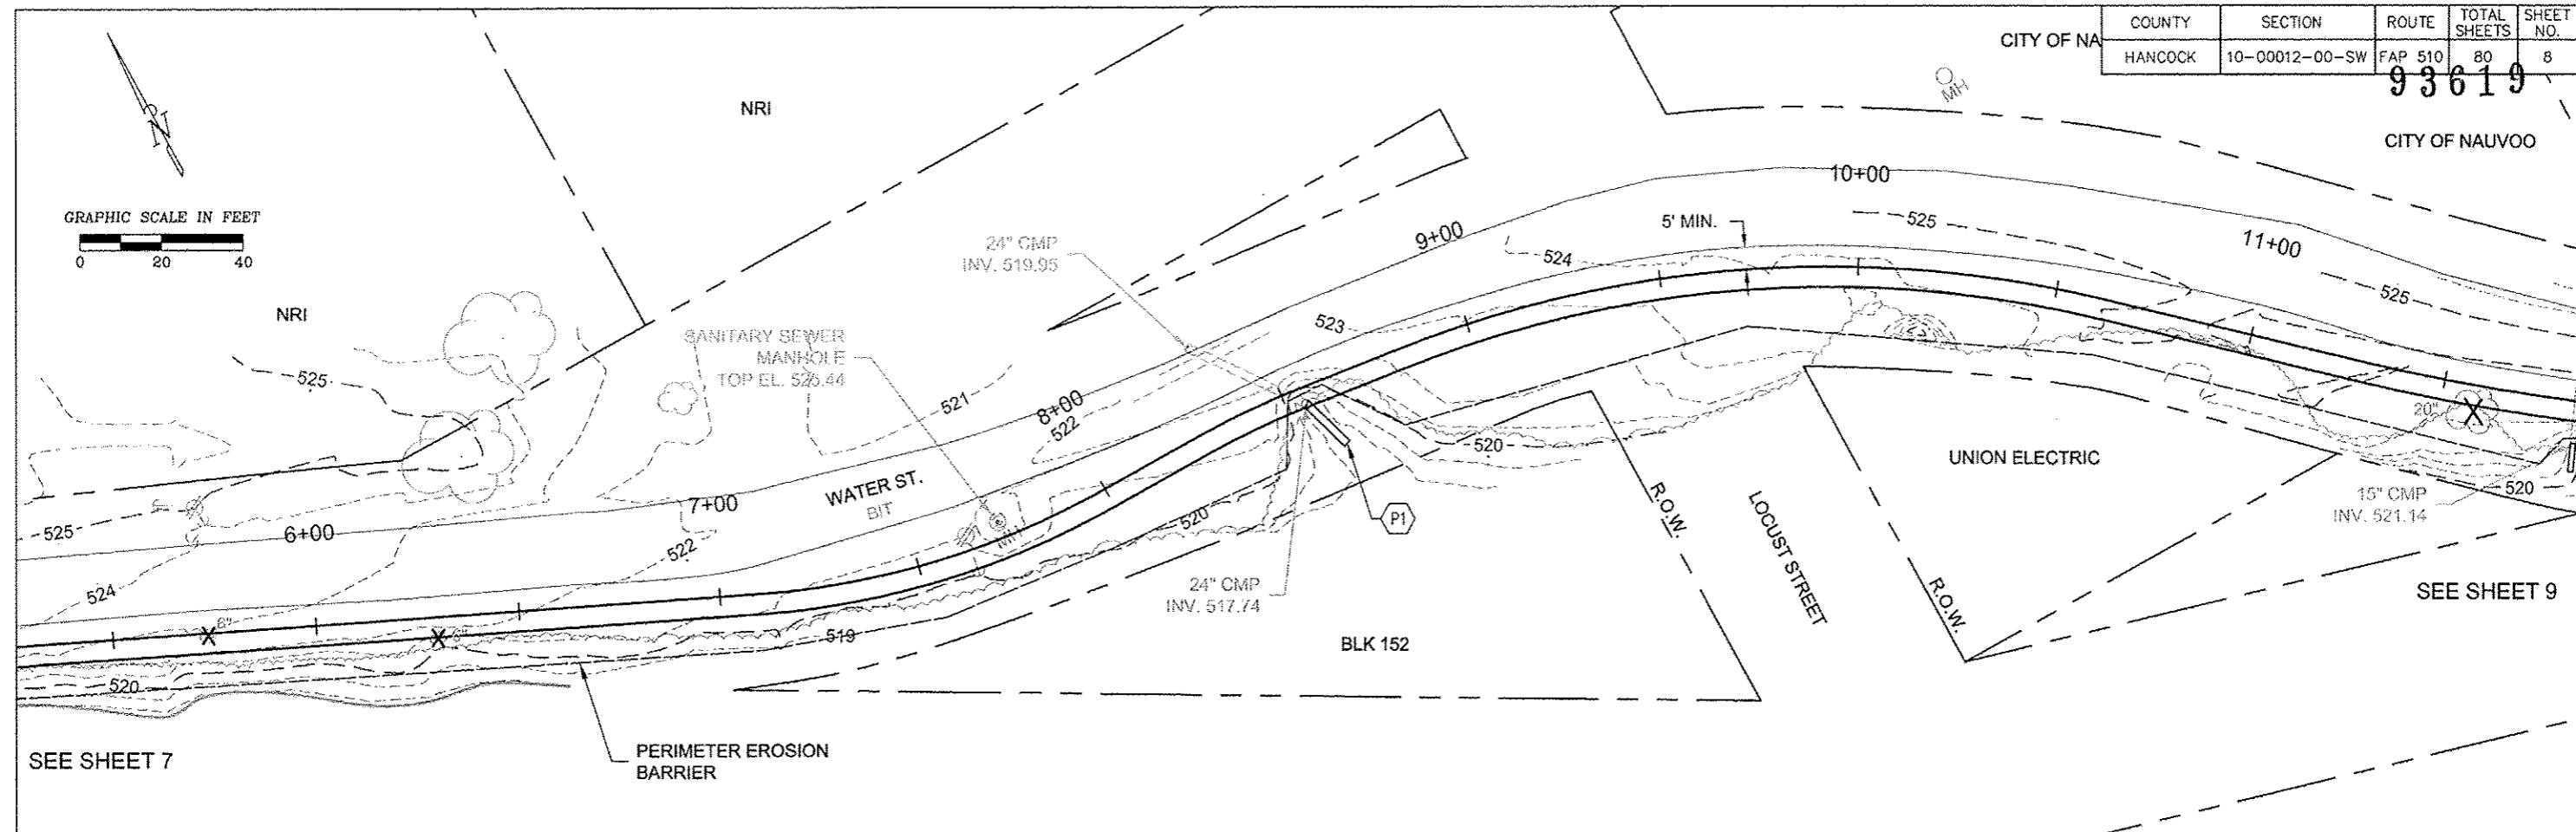 COUNTY SECTION ROUTE TOTAL SHEETS SHEET NO.
HANCOCK 10-00012-00-SW FAP 510 80 8
93619
CITY OF NA
MH
CITY OF NAUVOO
NRI
N
GRAPHIC SCALE IN FEET
0 20 40
NRI
10+00
5' MIN.
525
11+00
9+00
524
24" CMP
INV. 519.95
525
523
SANITARY SEWER
MANHOLE
525
521
8+00
522
20"
520
UNION ELECTRIC
WATER ST.
BIT
7+00
6+00
525
522
520
P1
R.O.W.
LOCUST STREET
15" CMP
INV. 521.14
520
MH
524
24" CMP
INV. 517.74
R.O.W.
SEE SHEET 9
6"
6"
519
BLK 152
520
SEE SHEET 7
PERIMETER EROSION
BARRIER